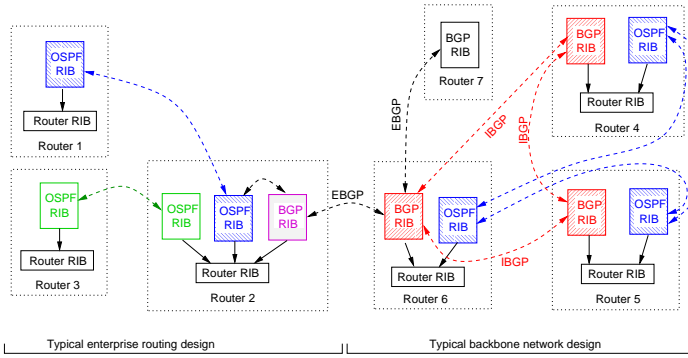 OSPF
RIB
Router RIB
Router 1
OSPF
RIB
Router RIB
Router 3
OSPF
RIB
OSPF
RIB
BGP
RIB
Router RIB
Router 2
EBGP
BGP
RIB
Router 7
EBGP
IBGP
IBGP
IBGP
BGP
RIB
OSPF
RIB
Router RIB
Router 4
BGP
RIB
OSPF
RIB
Router RIB
Router 6
BGP
RIB
OSPF
RIB
Router RIB
Router 5
Typical enterprise routing design
Typical backbone network design